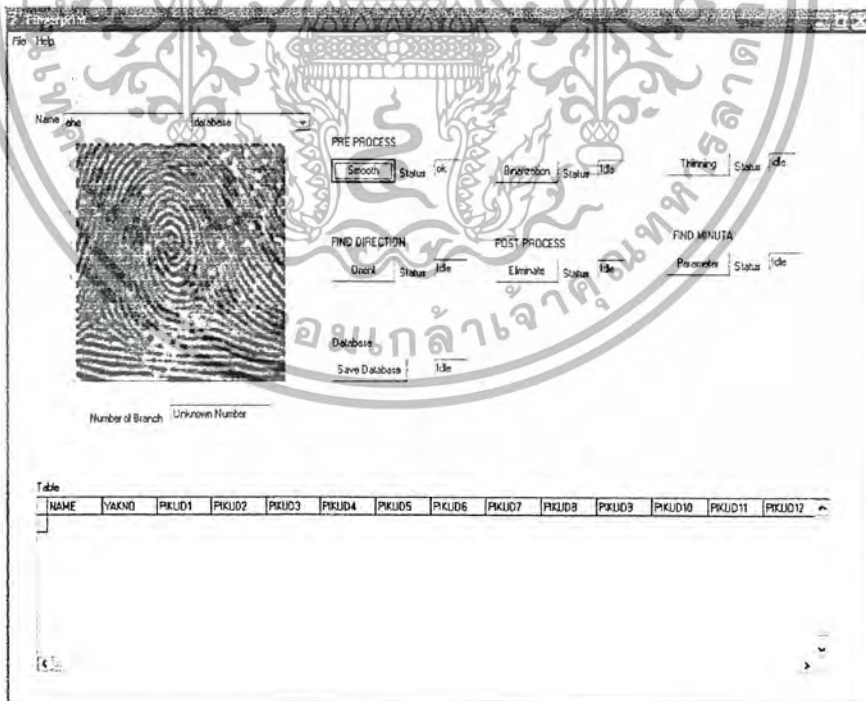 Fingerprint
File Help
Name aha database
PRE PROCESS
Smooth Status ok Binarization Status Idle Thinning Status Idle
FIND DIRECTION POST PROCESS FIND MINUTA
Orient Status Idle Eliminate Status Idle Parameter Status Idle
Database
Save Database Idle
Number of Branch Unknown Number
Table
NAME YAKNO PIKUD1 PIKUD2 PIKUD3 PIKUD4 PIKUD5 PIKUD6 PIKUD7 PIKUD8 PIKUD9 PIKUD10 PIKUD11 PIKUD12